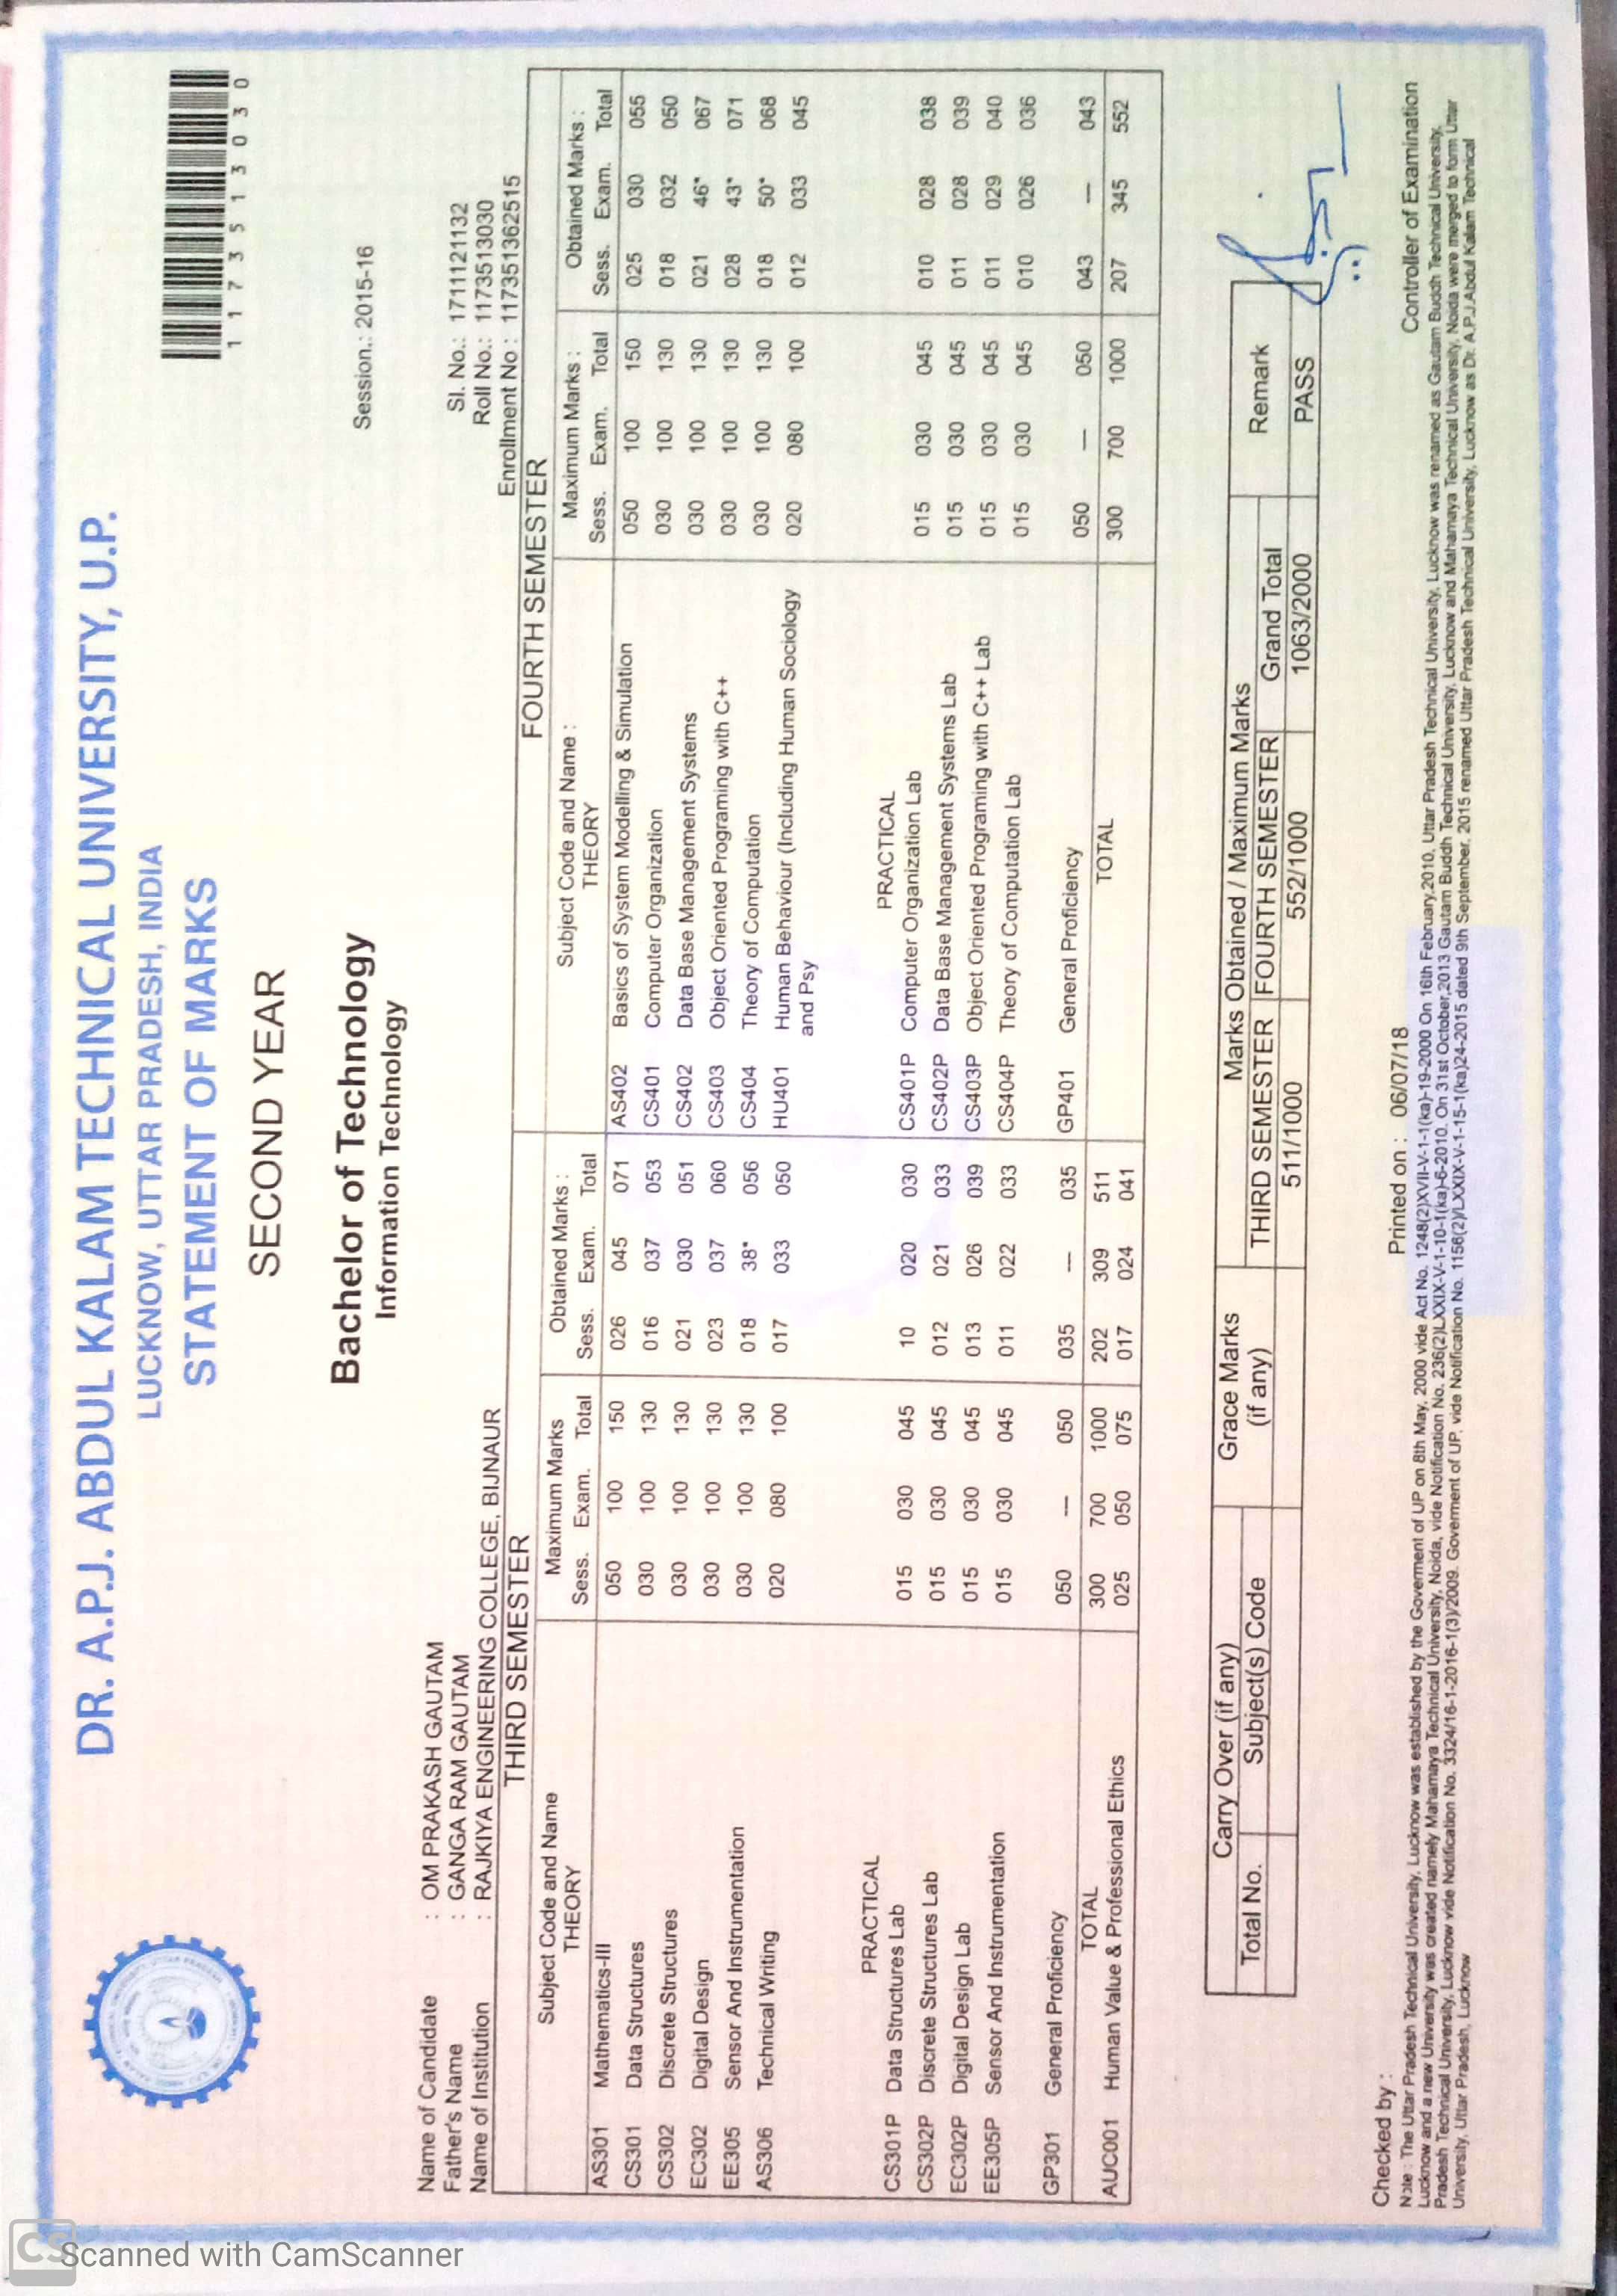 CS Scanned with CamScanner
DR. A.P.J. ABDUL KALAM TECHNICAL UNIVERSITY, U.P.
LUCKNOW, UTTAR PRADESH, INDIA
STATEMENT OF MARKS
1 1 7 3 5 1 3 0 3 0
SECOND YEAR
Bachelor of Technology
Information Technology
Session.: 2015-16
Name of Candidate : OM PRAKASH GAUTAM
Father's Name : GANGA RAM GAUTAM
Name of Institution : RAJKIYA ENGINEERING COLLEGE, BIJNAUR
Sl. No.: 1711121132
Roll No.: 1173513030
Enrollment No : 117351362515
THIRD SEMESTER
Subject Code and Name Maximum Marks Obtained Marks :
THEORY Sess. Exam. Total Sess. Exam. Total
AS301 Mathematics-III 050 100 150 026 045 071
CS301 Data Structures 030 100 130 016 037 053
CS302 Discrete Structures 030 100 130 021 030 051
EC302 Digital Design 030 100 130 023 037 060
EE305 Sensor And Instrumentation 030 100 130 018 38* 056
AS306 Technical Writing 020 080 100 017 033 050
PRACTICAL
CS301P Data Structures Lab 015 030 045 10 020 030
CS302P Discrete Structures Lab 015 030 045 012 021 033
EC302P Digital Design Lab 015 030 045 013 026 039
EE305P Sensor And Instrumentation 015 030 045 011 022 033
GP301 General Proficiency 050 — 050 035 — 035
TOTAL 300 700 1000 202 309 511
AUC001 Human Value & Professional Ethics 025 050 075 017 024 041
FOURTH SEMESTER
Subject Code and Name : Maximum Marks : Obtained Marks :
THEORY Sess. Exam. Total Sess. Exam. Total
AS402 Basics of System Modelling & Simulation 050 100 150 025 030 055
CS401 Computer Organization 030 100 130 018 032 050
CS402 Data Base Management Systems 030 100 130 021 46* 067
CS403 Object Oriented Programing with C++ 030 100 130 028 43* 071
CS404 Theory of Computation 030 100 130 018 50* 068
HU401 Human Behaviour (Including Human Sociology 020 080 100 012 033 045
and Psy
PRACTICAL
CS401P Computer Organization Lab 015 030 045 010 028 038
CS402P Data Base Management Systems Lab 015 030 045 011 028 039
CS403P Object Oriented Programing with C++ Lab 015 030 045 011 029 040
CS404P Theory of Computation Lab 015 030 045 010 026 036
GP401 General Proficiency 050 — 050 043 — 043
TOTAL 300 700 1000 207 345 552
Carry Over (if any) Grace Marks Marks Obtained / Maximum Marks Remark
Total No. Subject(s) Code (if any) THIRD SEMESTER FOURTH SEMESTER Grand Total
511/1000 552/1000 1063/2000 PASS
Checked by :
Printed on : 06/07/18
Controller of Examination
Note : The Uttar Pradesh Technical University, Lucknow was established by the Goverment of UP on 8th May, 2000 vide Act No. 1248(2)XVII-V-1-1(ka)-19-2000 On 16th February,2010, Uttar Pradesh Technical University, Lucknow was renamed as Gautam Buddh Technical University,
Lucknow and a new University was created namely Mahamaya Technical University, Noida, vide Notification No. 236(2)LXXIX-V-1-10-1(ka)-6-2010. On 31st October,2013 Gautam Buddh Technical University, Lucknow and Mahamaya Technical University, Noida were merged to form Utter
Pradesh Technical University, Lucknow vide Notification No. 3324/16-1-2016-1(3)/2009. Goverment of UP, vide Notification No. 1156(2)/LXXIX-V-1-15-1(ka)24-2015 dated 9th September, 2015 renamed Uttar Pradesh Technical University, Lucknow as Dr. A.P.J.Abdul Kalam Technical
University, Uttar Pradesh, Lucknow